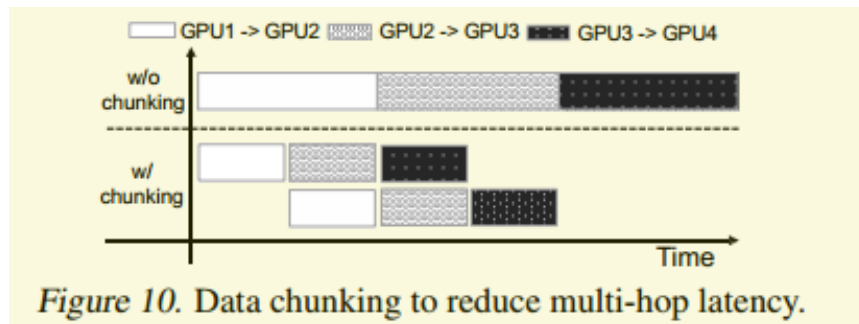 GPU1 -> GPU2 GPU2 -> GPU3 GPU3 -> GPU4
w/o
chunking
w/
chunking
Time
Figure 10. Data chunking to reduce multi-hop latency.